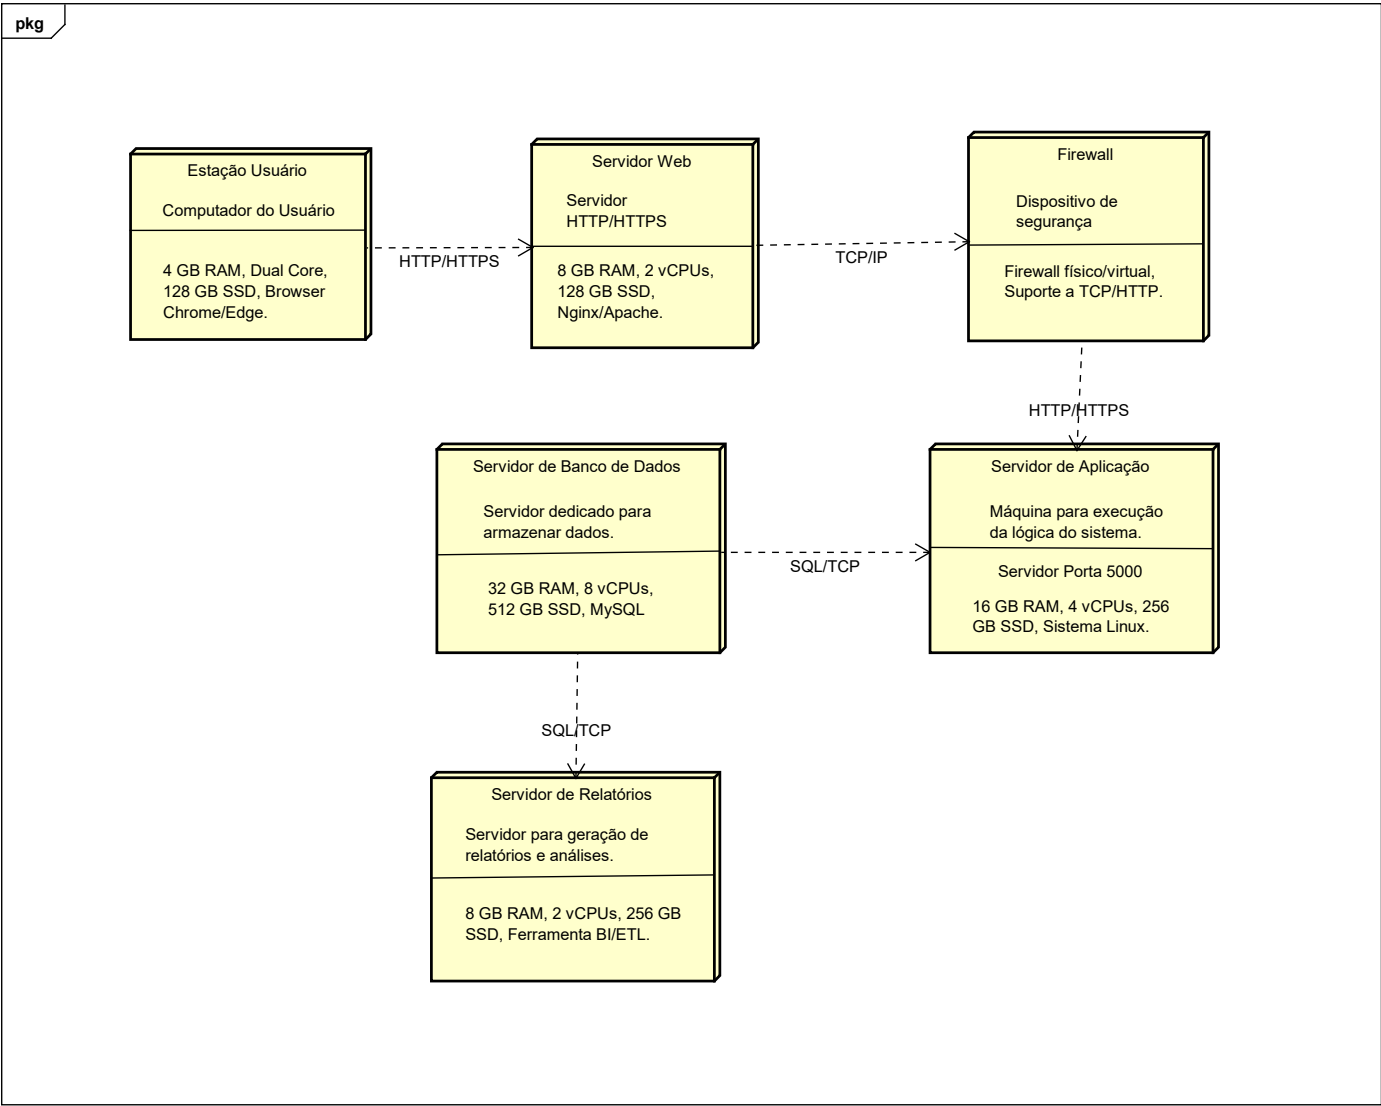 pkg
Estação Usuário
Computador do Usuário
4 GB RAM, Dual Core,
128 GB SSD, Browser
Chrome/Edge.
HTTP/HTTPS
Servidor Web
Servidor
HTTP/HTTPS
8 GB RAM, 2 vCPUs,
128 GB SSD,
Nginx/Apache.
TCP/IP
Firewall
Dispositivo de
segurança
Firewall físico/virtual,
Suporte a TCP/HTTP.
HTTP/HTTPS
Servidor de Banco de Dados
Servidor dedicado para
armazenar dados.
32 GB RAM, 8 vCPUs,
512 GB SSD, MySQL
SQL/TCP
Servidor de Aplicação
Máquina para execução
da lógica do sistema.
Servidor Porta 5000
16 GB RAM, 4 vCPUs, 256
GB SSD, Sistema Linux.
SQL/TCP
Servidor de Relatórios
Servidor para geração de
relatórios e análises.
8 GB RAM, 2 vCPUs, 256 GB
SSD, Ferramenta BI/ETL.